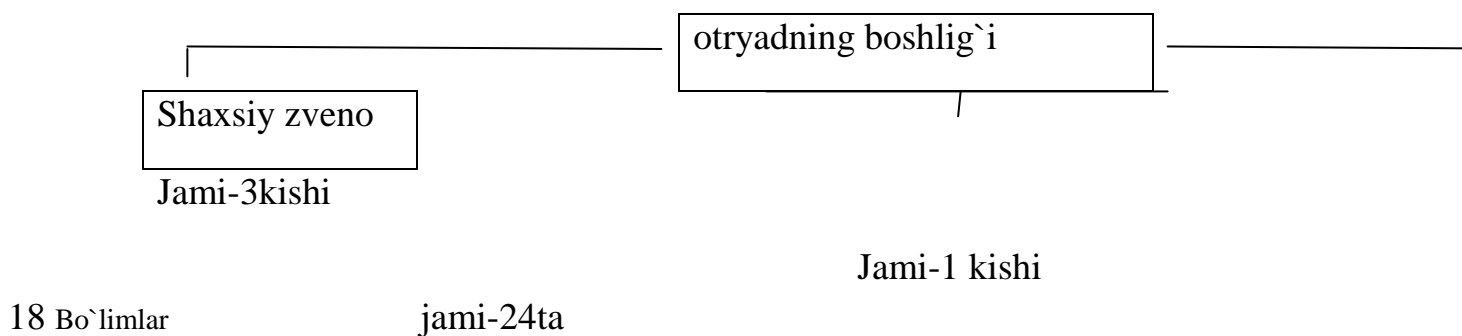 otryadning boshlig`i
Shaxsiy zveno
Jami-3kishi
Jami-1 kishi
18 Bo`limlar jami-24ta